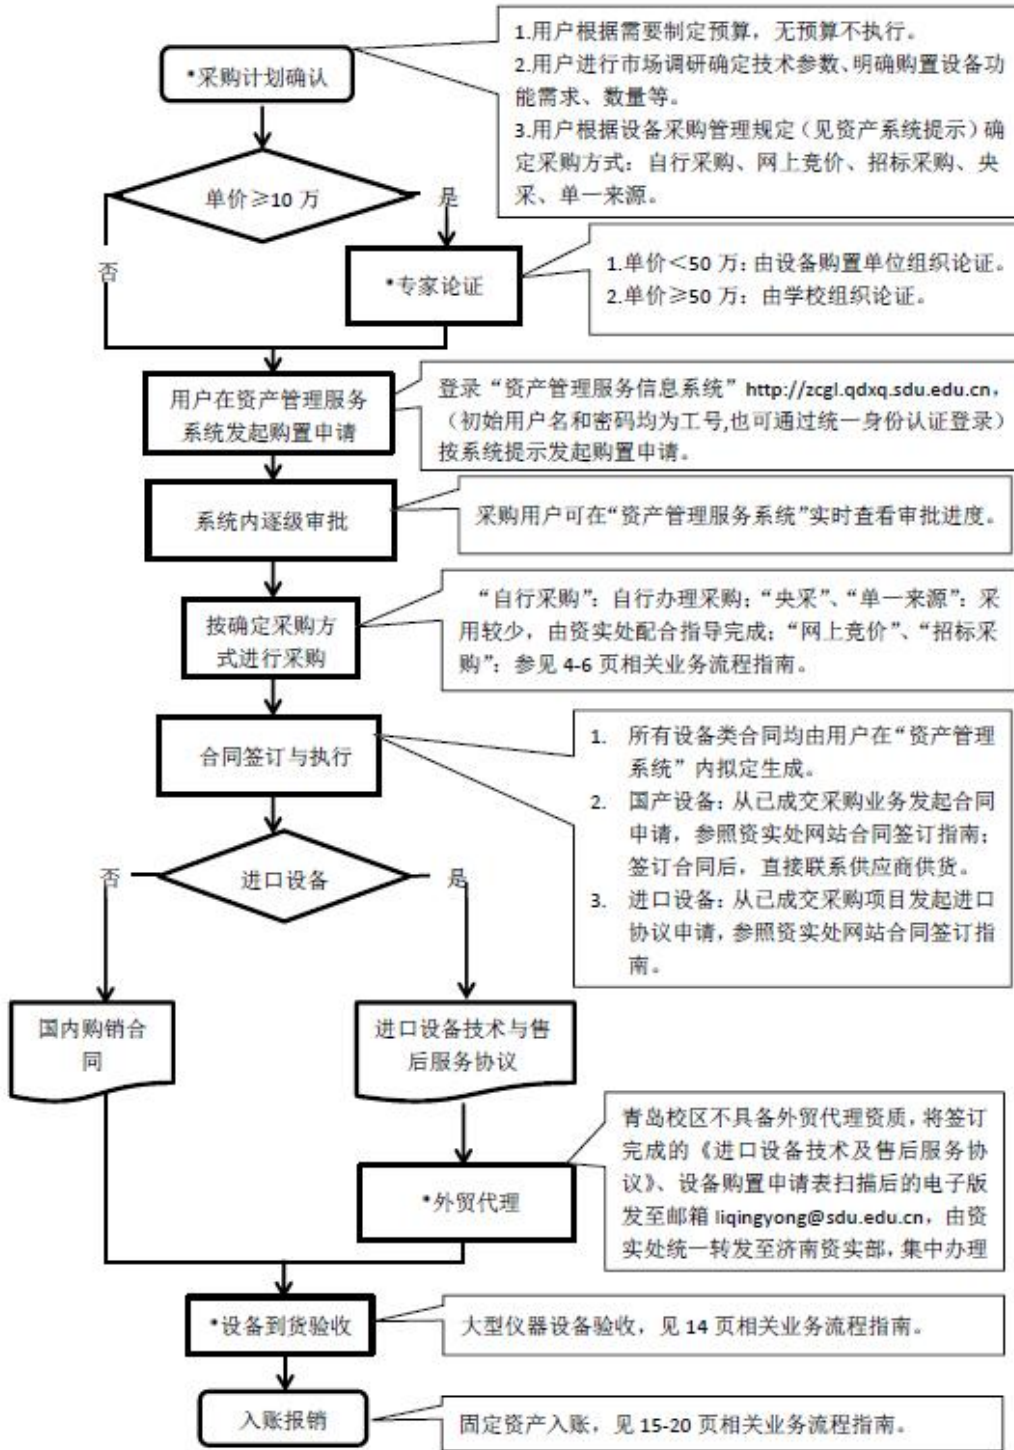 *采购计划确认
1.用户根据需要制定预算，无预算不执行。
2.用户进行市场调研确定技术参数、明确购置设备功
能需求、数量等。
3.用户根据设备采购管理规定（见资产系统提示）确
定采购方式：自行采购、网上竞价、招标采购、央
采、单一来源。
单价≥10 万
是
否
*专家论证
1.单价＜50 万：由设备购置单位组织论证。
2.单价≥50 万：由学校组织论证。
用户在资产管理服务
系统发起购置申请
登录“资产管理服务信息系统”http://zcgl.qdxq.sdu.edu.cn，
（初始用户名和密码均为工号,也可通过统一身份认证登录）
按系统提示发起购置申请。
系统内逐级审批
采购用户可在“资产管理服务系统”实时查看审批进度。
按确定采购方
式进行采购
“自行采购”：自行办理采购；“央采”、“单一来源”：采
用较少，由资实处配合指导完成；“网上竞价”、“招标采
购”：参见 4-6 页相关业务流程指南。
合同签订与执行
1. 所有设备类合同均由用户在“资产管理
系统”内拟定生成。
2. 国产设备：从已成交采购业务发起合同
申请，参照资实处网站合同签订指南；
签订合同后，直接联系供应商供货。
3. 进口设备：从已成交采购项目发起进口
协议申请，参照资实处网站合同签订指
南。
否
进口设备
是
国内购销合
同
进口设备技术与售
后服务协议
*外贸代理
青岛校区不具备外贸代理资质，将签订
完成的《进口设备技术及售后服务协
议》、设备购置申请表扫描后的电子版
发至邮箱 liqingyong@sdu.edu.cn，由资
实处统一转发至济南资实部，集中办理
*设备到货验收
大型仪器设备验收，见 14 页相关业务流程指南。
入账报销
固定资产入账，见 15-20 页相关业务流程指南。